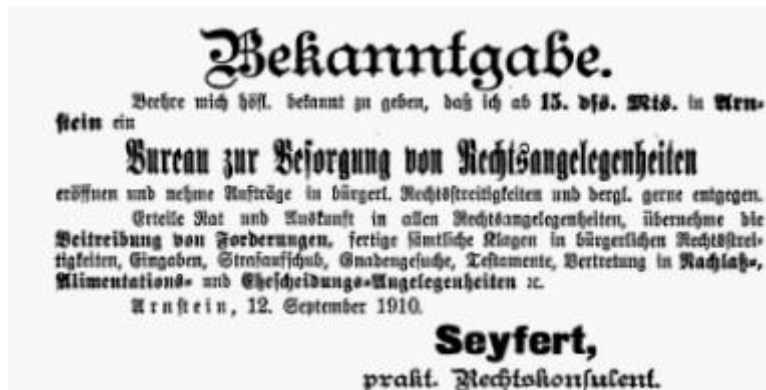 Bekanntgabe.
Beehre mich höfl. bekannt zu geben, daß ich ab 15. dſs. Mts. in Arn-
ſtein ein
Bureau zur Beſorgung von Rechtsangelegenheiten
eröffnen und nehme Aufträge in bürgerl. Rechtsſtreitigkeiten und dergl. gerne entgegen.
Erteile Rat und Auskunft in allen Rechtsangelegenheiten, übernehme die
Beitreibung von Forderungen, fertige ſämtliche Klagen in bürgerlichen Rechtsſtrei-
tigkeiten, Eingaben, Strafaufſchub, Gnadengeſuche, Teſtamente, Vertretung in Nachlaß-,
Alimentations- und Eheſcheidungs-Angelegenheiten ꝛc.
Arnſtein, 12. September 1910.
Seyfert,
prakt. Rechtskonſulent.